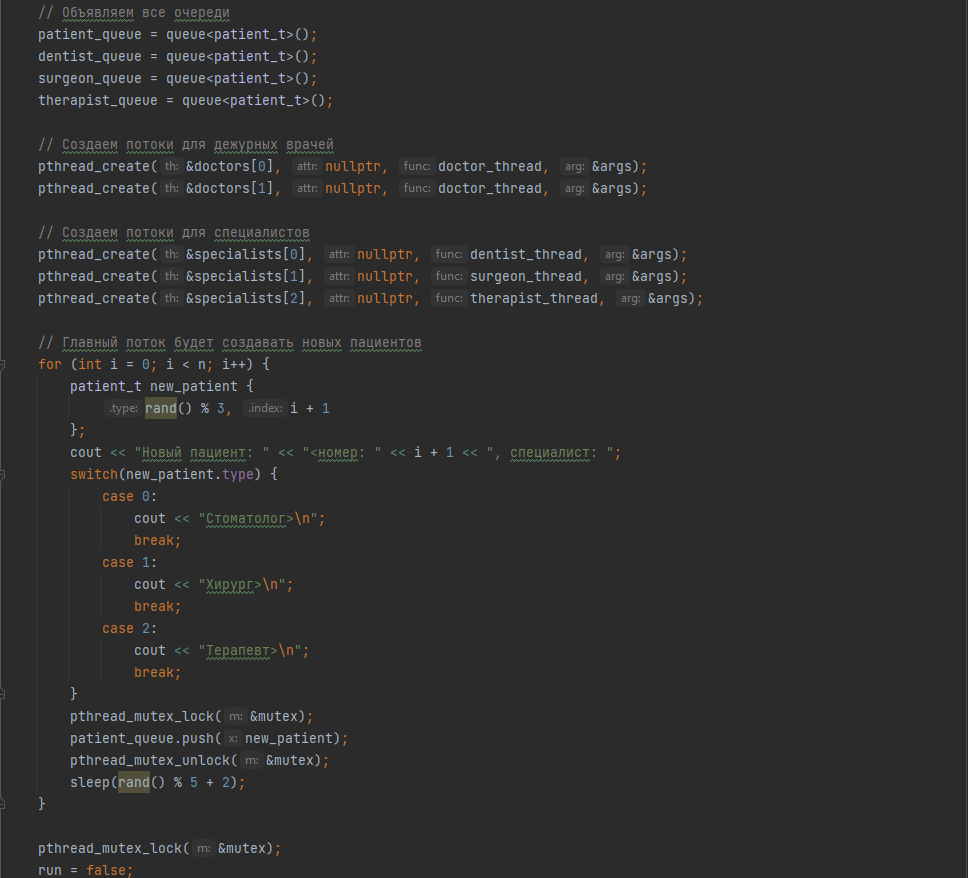 // Объявляем все очереди
patient_queue = queue<patient_t>();
dentist_queue = queue<patient_t>();
surgeon_queue = queue<patient_t>();
therapist_queue = queue<patient_t>();
// Создаем потоки для дежурных врачей
pthread_create( th: &doctors[0], attr: nullptr, func: doctor_thread, arg: &args);
pthread_create( th: &doctors[1], attr: nullptr, func: doctor_thread, arg: &args);
// Создаем потоки для специалистов
pthread_create( th: &specialists[0], attr: nullptr, func: dentist_thread, arg: &args);
pthread_create( th: &specialists[1], attr: nullptr, func: surgeon_thread, arg: &args);
pthread_create( th: &specialists[2], attr: nullptr, func: therapist_thread, arg: &args);
// Главный поток будет создавать новых пациентов
for (int i = 0; i < n; i++) {
patient_t new_patient {
.type: rand() % 3, .index: i + 1
};
cout << "Новый пациент: " << "<номер: " << i + 1 << ", специалист: ";
switch(new_patient.type) {
case 0:
cout << "Стоматолог>\n";
break;
case 1:
cout << "Хирург>\n";
break;
case 2:
cout << "Терапевт>\n";
break;
}
pthread_mutex_lock( m: &mutex);
patient_queue.push( x: new_patient);
pthread_mutex_unlock( m: &mutex);
sleep(rand() % 5 + 2);
}
pthread_mutex_lock( m: &mutex);
run = false;